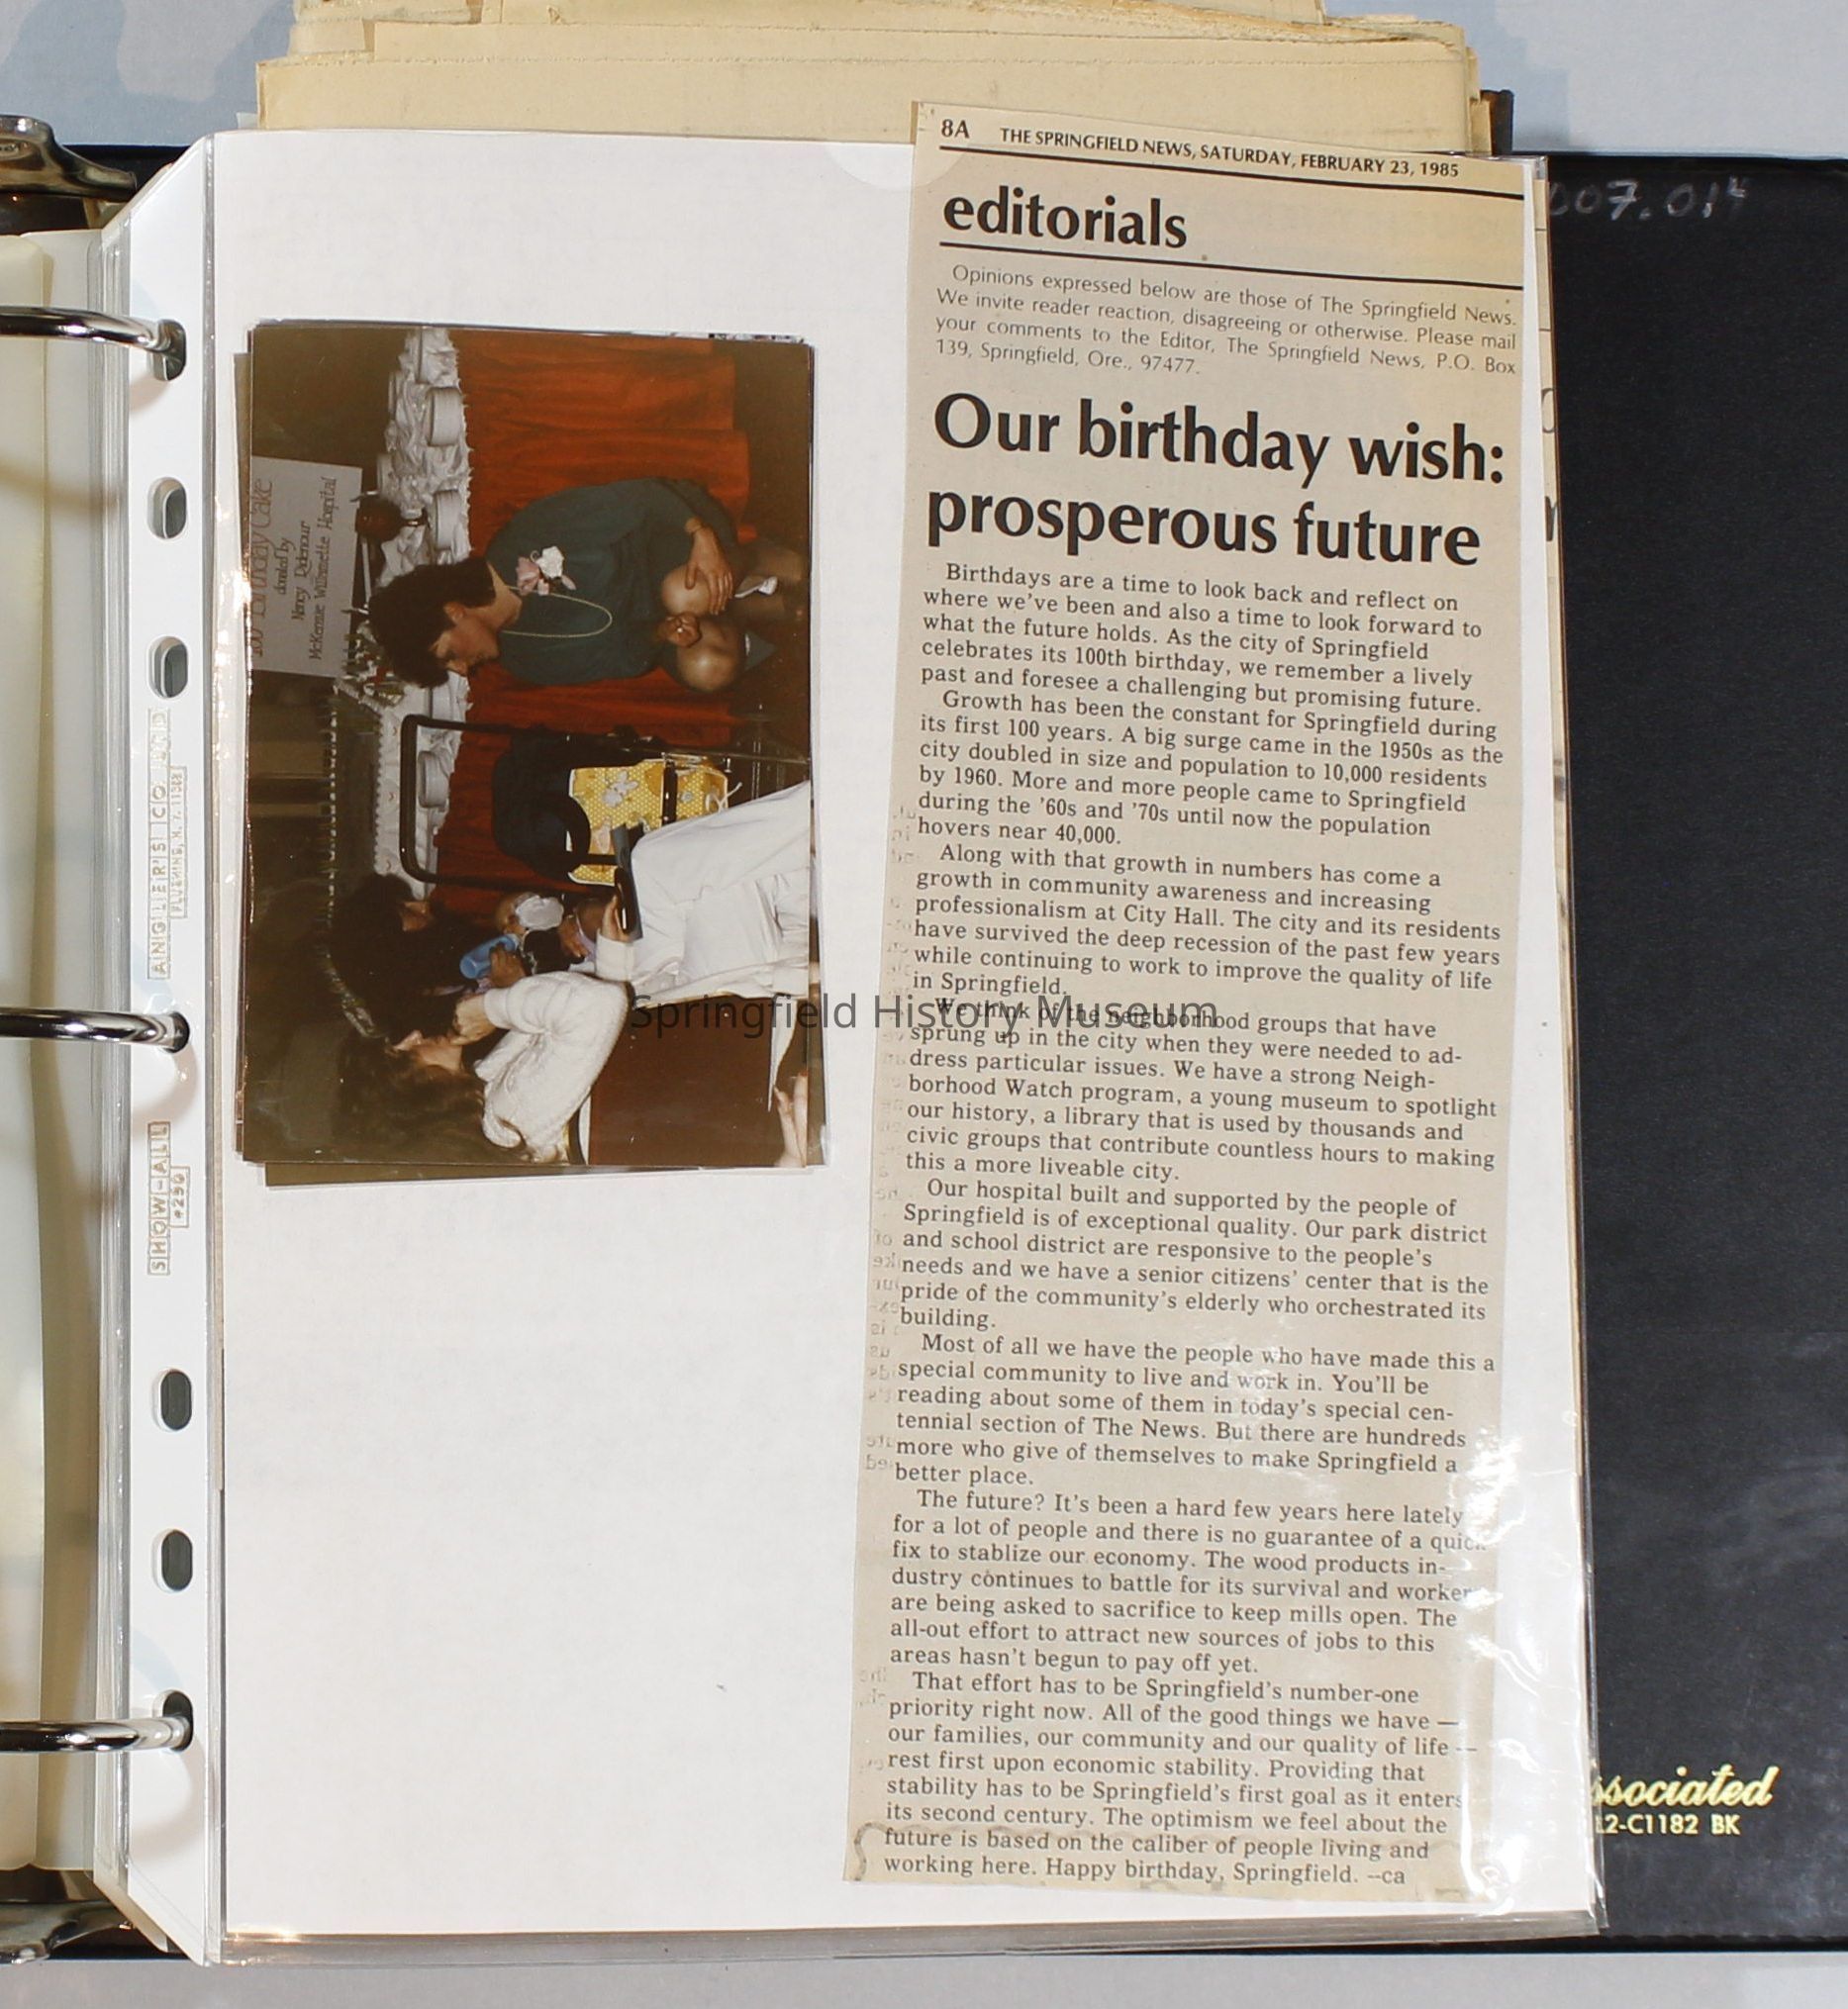 8A THE SPRINGFIELD NEWS, SATURDAY, FEBRUARY 23, 1985
editorials
Opinions expressed below are those of The Springfield News.
We invite reader reaction, disagreeing or otherwise. Please mail
your comments to the Editor, The Springfield News, P.O. Box
139, Springfield, Ore., 97477.
Our birthday wish:
prosperous future
Birthdays are a time to look back and reflect on
where we've been and also a time to look forward to
what the future holds. As the city of Springfield
celebrates its 100th birthday, we remember a lively
past and foresee a challenging but promising future.
Growth has been the constant for Springfield during
its first 100 years. A big surge came in the 1950s as the
city doubled in size and population to 10,000 residents
by 1960. More and more people came to Springfield
during the '60s and '70s until now the population
hovers near 40,000.
Along with that growth in numbers has come a
growth in community awareness and increasing
professionalism at City Hall. The city and its residents
have survived the deep recession of the past few years
while continuing to work to improve the quality of life
in Springfield.
We think of the neighborhood groups that have
sprung up in the city when they were needed to ad-
dress particular issues. We have a strong Neigh-
borhood Watch program, a young museum to spotlight
our history, a library that is used by thousands and
civic groups that contribute countless hours to making
this a more liveable city.
Our hospital built and supported by the people of
Springfield is of exceptional quality. Our park district
and school district are responsive to the people's
needs and we have a senior citizens' center that is the
pride of the community's elderly who orchestrated its
building.
Most of all we have the people who have made this a
special community to live and work in. You'll be
reading about some of them in today's special cen-
tennial section of The News. But there are hundreds
more who give of themselves to make Springfield a
better place.
The future? It's been a hard few years here lately
for a lot of people and there is no guarantee of a quick
fix to stablize our economy. The wood products in-
dustry continues to battle for its survival and worker
are being asked to sacrifice to keep mills open. The
all-out effort to attract new sources of jobs to this
areas hasn't begun to pay off yet.
That effort has to be Springfield's number-one
priority right now. All of the good things we have —
our families, our community and our quality of life —
rest first upon economic stability. Providing that
stability has to be Springfield's first goal as it enters
its second century. The optimism we feel about the
future is based on the caliber of people living and
working here. Happy birthday, Springfield. --ca
Birthday Cake
donated by
Nancy Ridenour
McKenzie Willamette Hospital
Springfield History Museum
ANGLER'S CO.
FLUSHING, N.Y. 11368
SHOW-ALL
#230
007.014
ssociated
12-C1182 BK